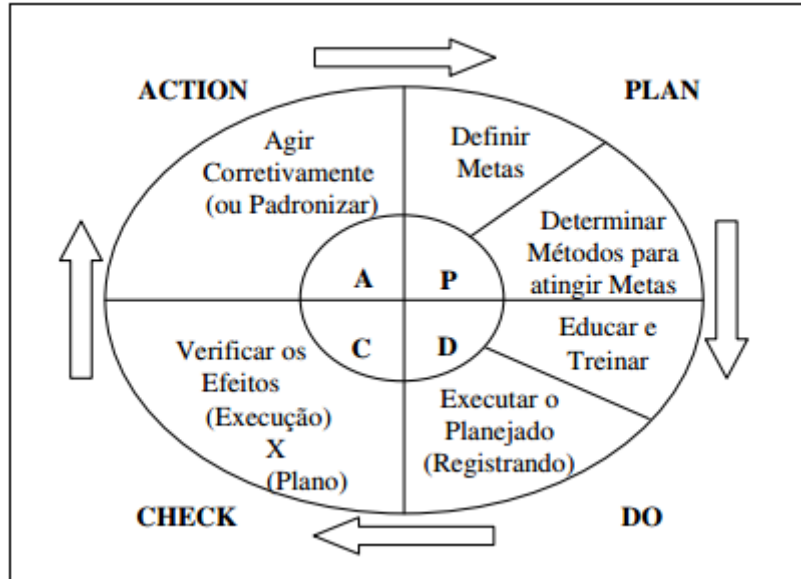 ACTION
PLAN
Agir
Corretivamente
(ou Padronizar)
Definir
Metas
Determinar
Métodos para
atingir Metas
A
P
C
D
Educar e
Treinar
Executar o
Planejado
(Registrando)
Verificar os
Efeitos
(Execução)
X
(Plano)
CHECK
DO